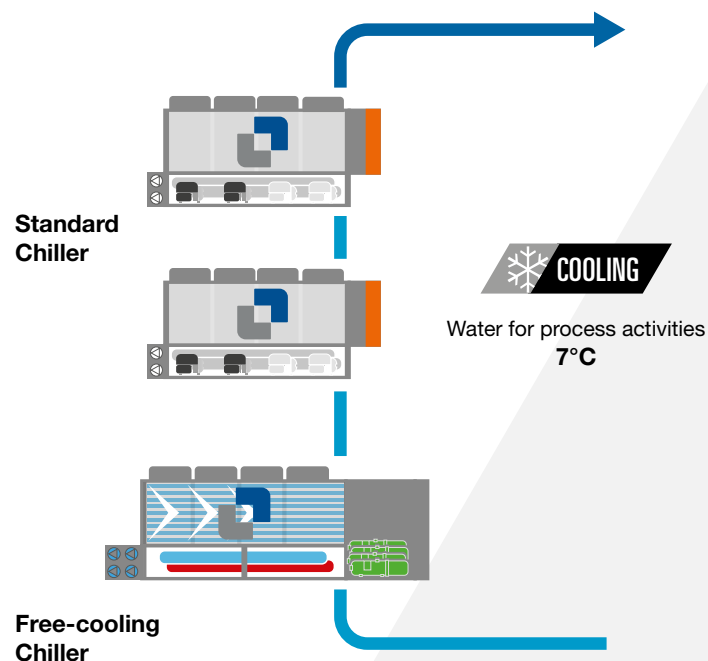 Standard
Chiller
COOLING
Water for process activities
7°C
Free-cooling
Chiller